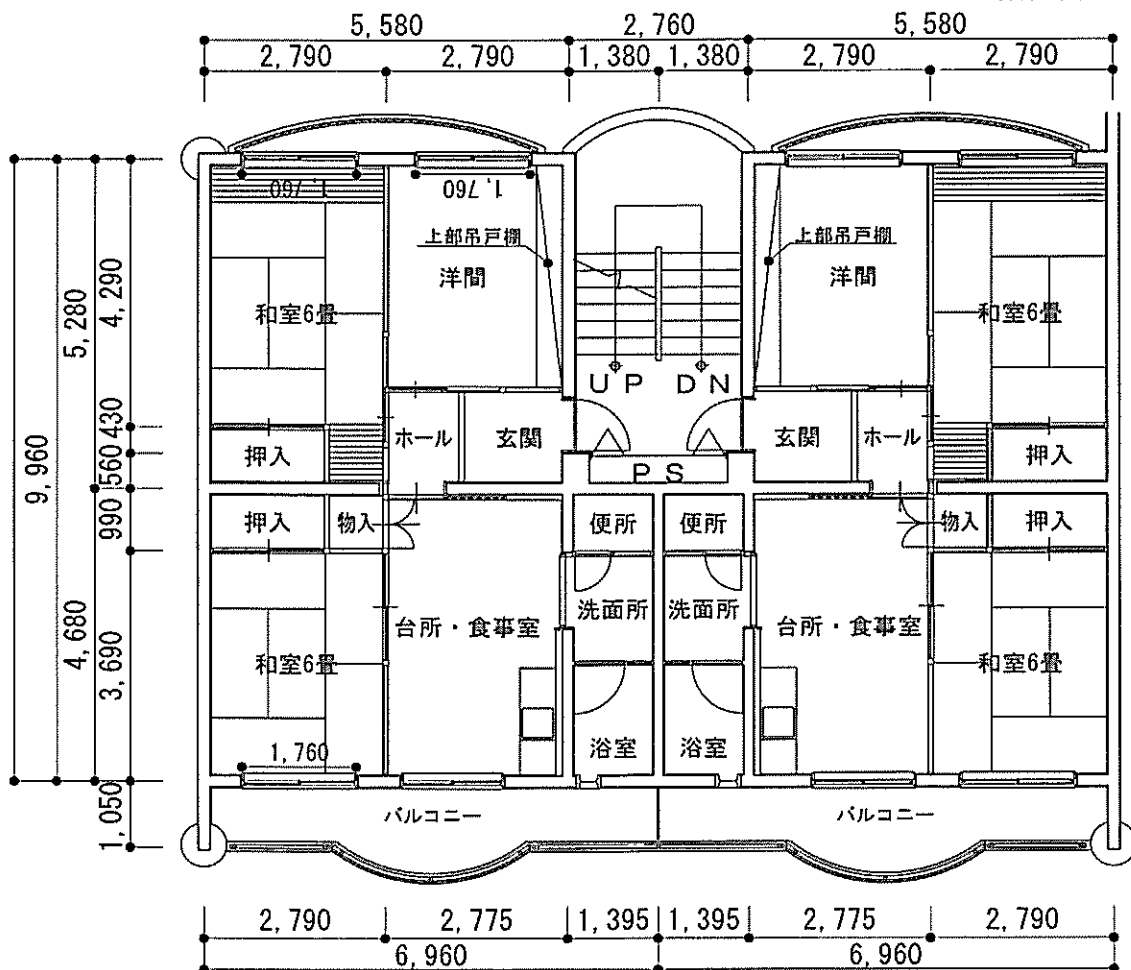 5,580 2,760 5,580
2,790 2,790 1,380 1,380 2,790 2,790
1,760 1,760
上部吊戸棚 上部吊戸棚
洋間 洋間
和室6畳 和室6畳
9,960
5,280
4,290
430
560
990
4,680
3,690
1,050
UP DN
ホール 玄関 玄関 ホール
押入 押入
PS
押入 物入 便所 便所 物入 押入
洗面所 洗面所
台所・食事室 台所・食事室
和室6畳 和室6畳
浴室 浴室
1,760
バルコニー バルコニー
2,790 2,775 1,395 1,395 2,775 2,790
6,960 6,960